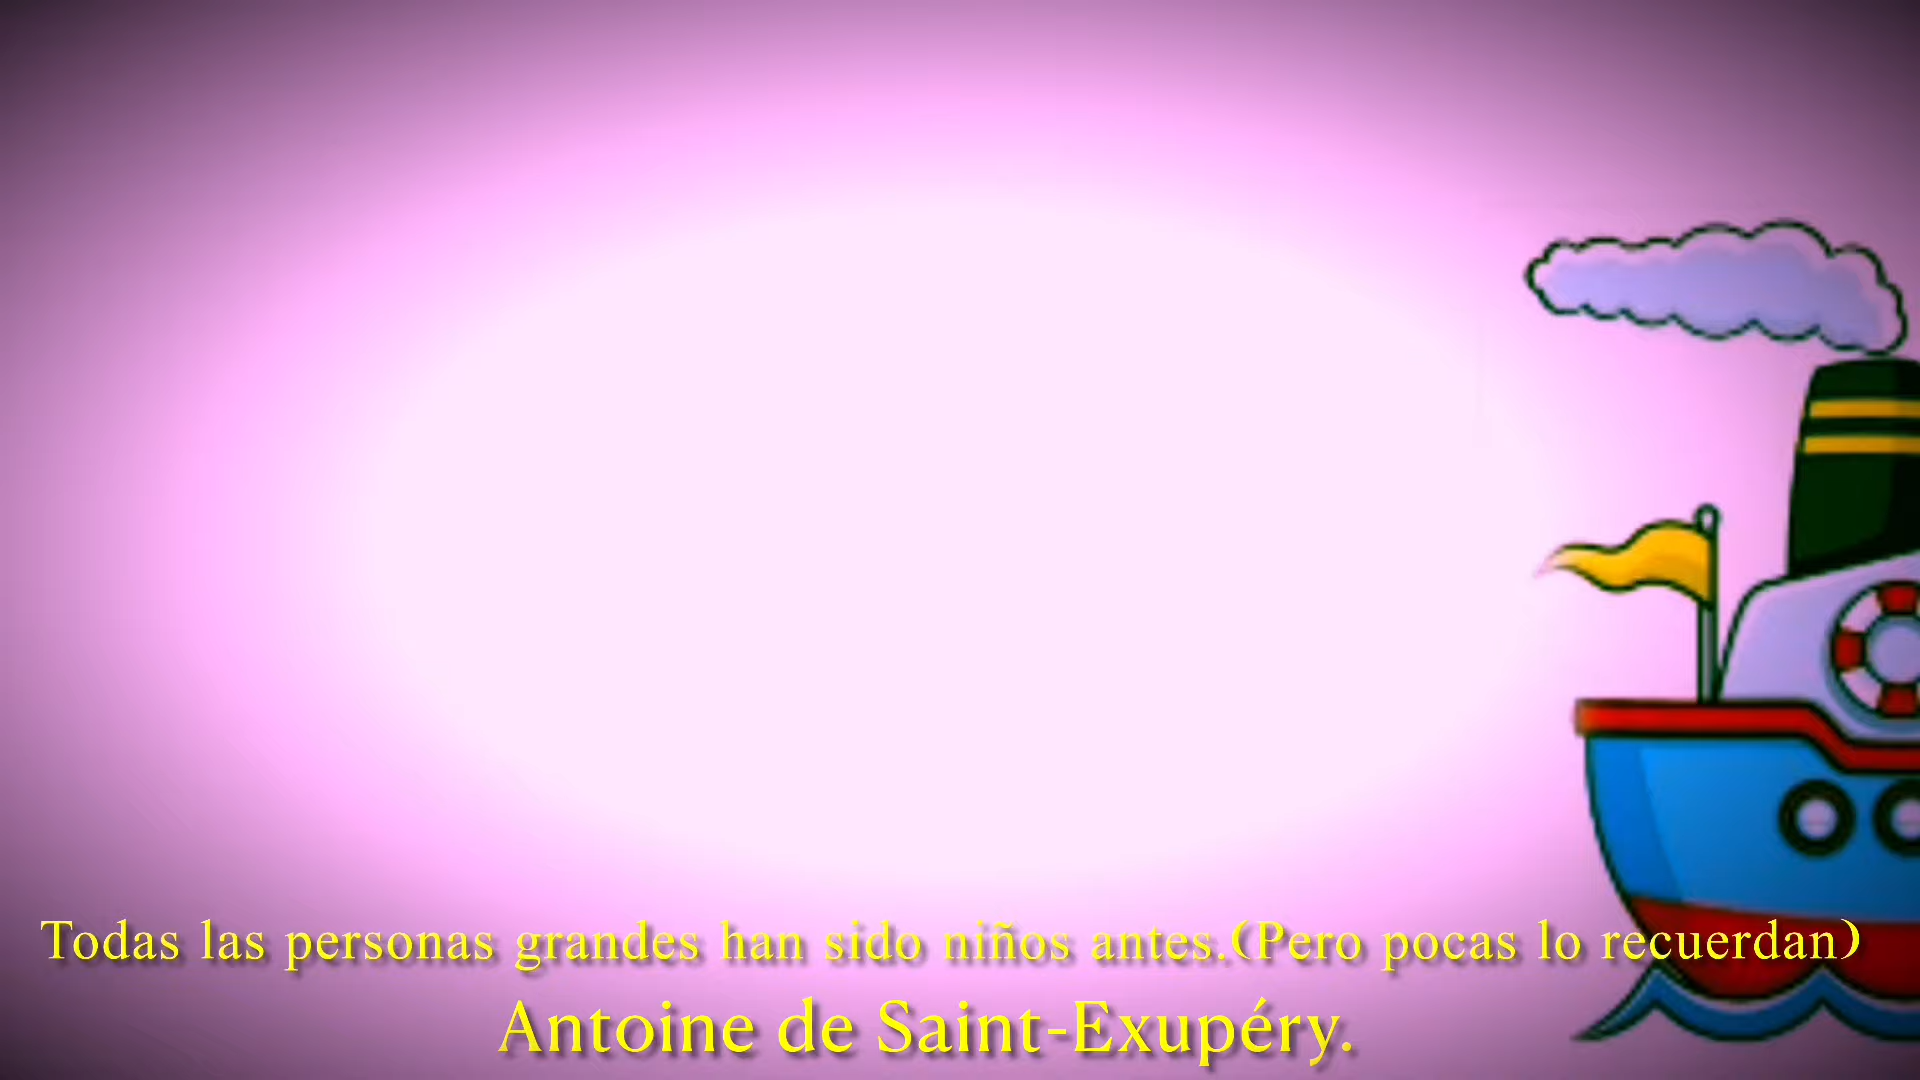 Todas las personas grandes han sido niños antes.(Pero pocas lo recuerdan)
Antoine de Saint-Exupéry.